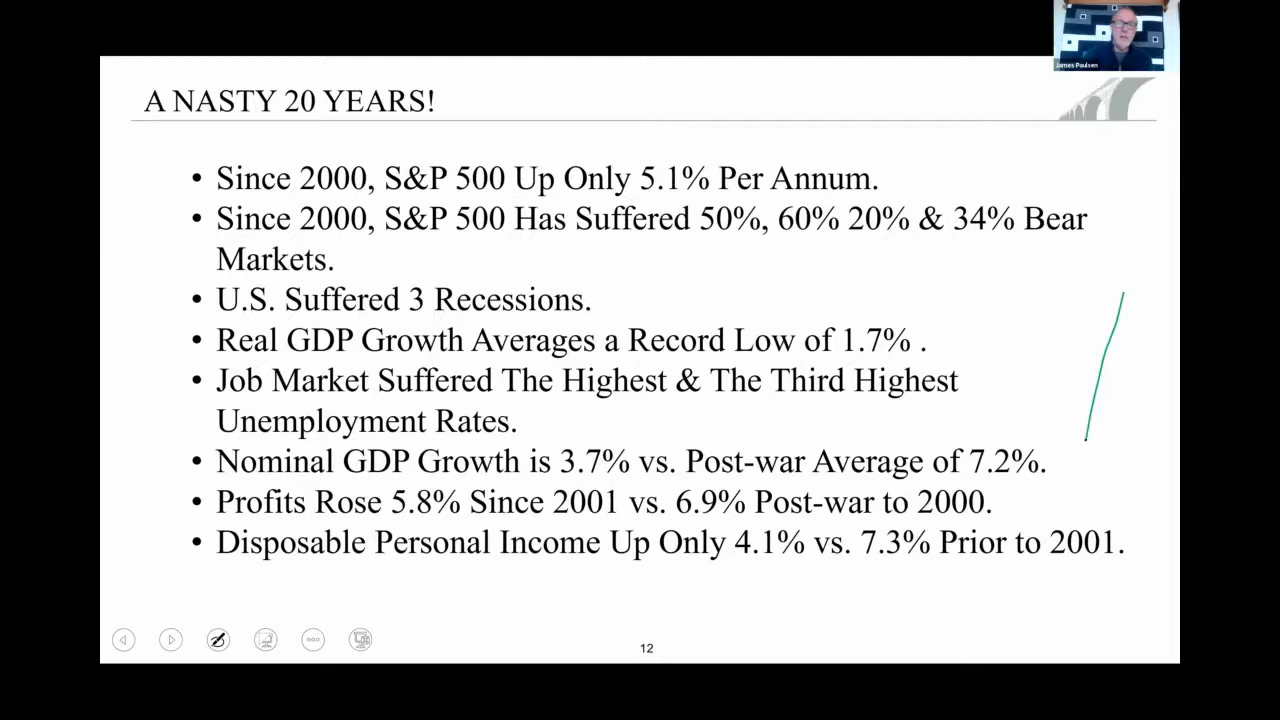 James Paulsen
A NASTY 20 YEARS!
• Since 2000, S&P 500 Up Only 5.1% Per Annum.
• Since 2000, S&P 500 Has Suffered 50%, 60% 20% & 34% Bear
Markets.
• U.S. Suffered 3 Recessions.
• Real GDP Growth Averages a Record Low of 1.7% .
• Job Market Suffered The Highest & The Third Highest
Unemployment Rates.
• Nominal GDP Growth is 3.7% vs. Post-war Average of 7.2%.
• Profits Rose 5.8% Since 2001 vs. 6.9% Post-war to 2000.
• Disposable Personal Income Up Only 4.1% vs. 7.3% Prior to 2001.
12